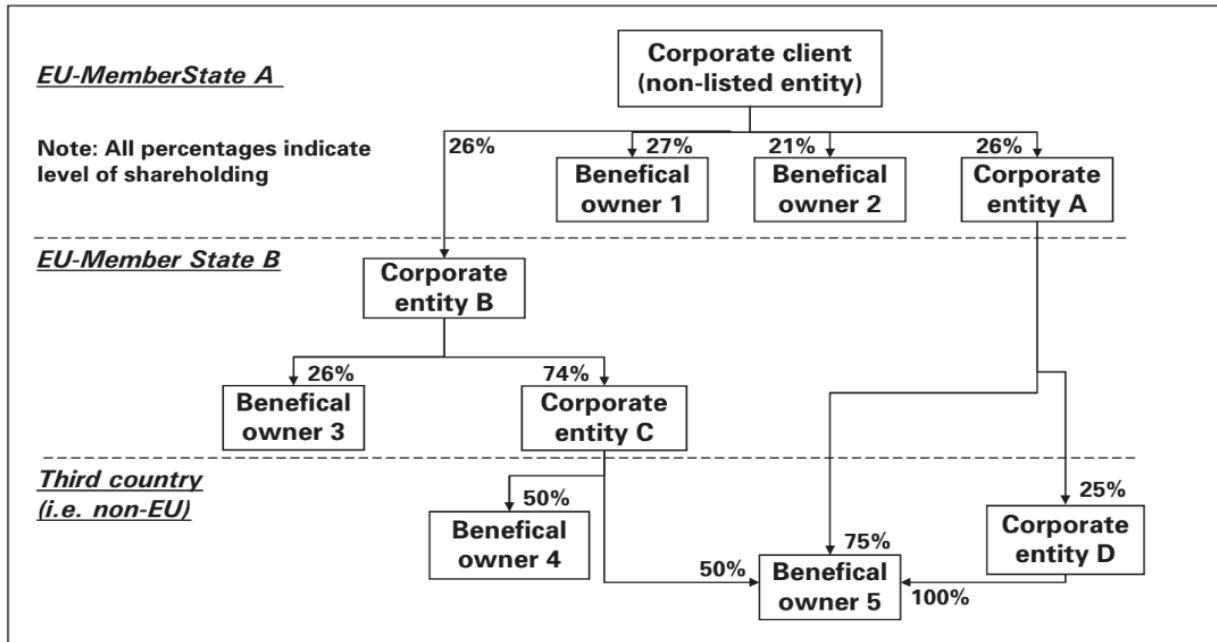 EU-MemberState A
Corporate client
(non-listed entity)
Note: All percentages indicate
level of shareholding
26%
27%
21%
26%
Benefical
owner 1
Benefical
owner 2
Corporate
entity A
EU-Member State B
Corporate
entity B
26%
74%
Benefical
owner 3
Corporate
entity C
Third country
(i.e. non-EU)
50%
Benefical
owner 4
50%
75%
Benefical
owner 5
25%
Corporate
entity D
100%